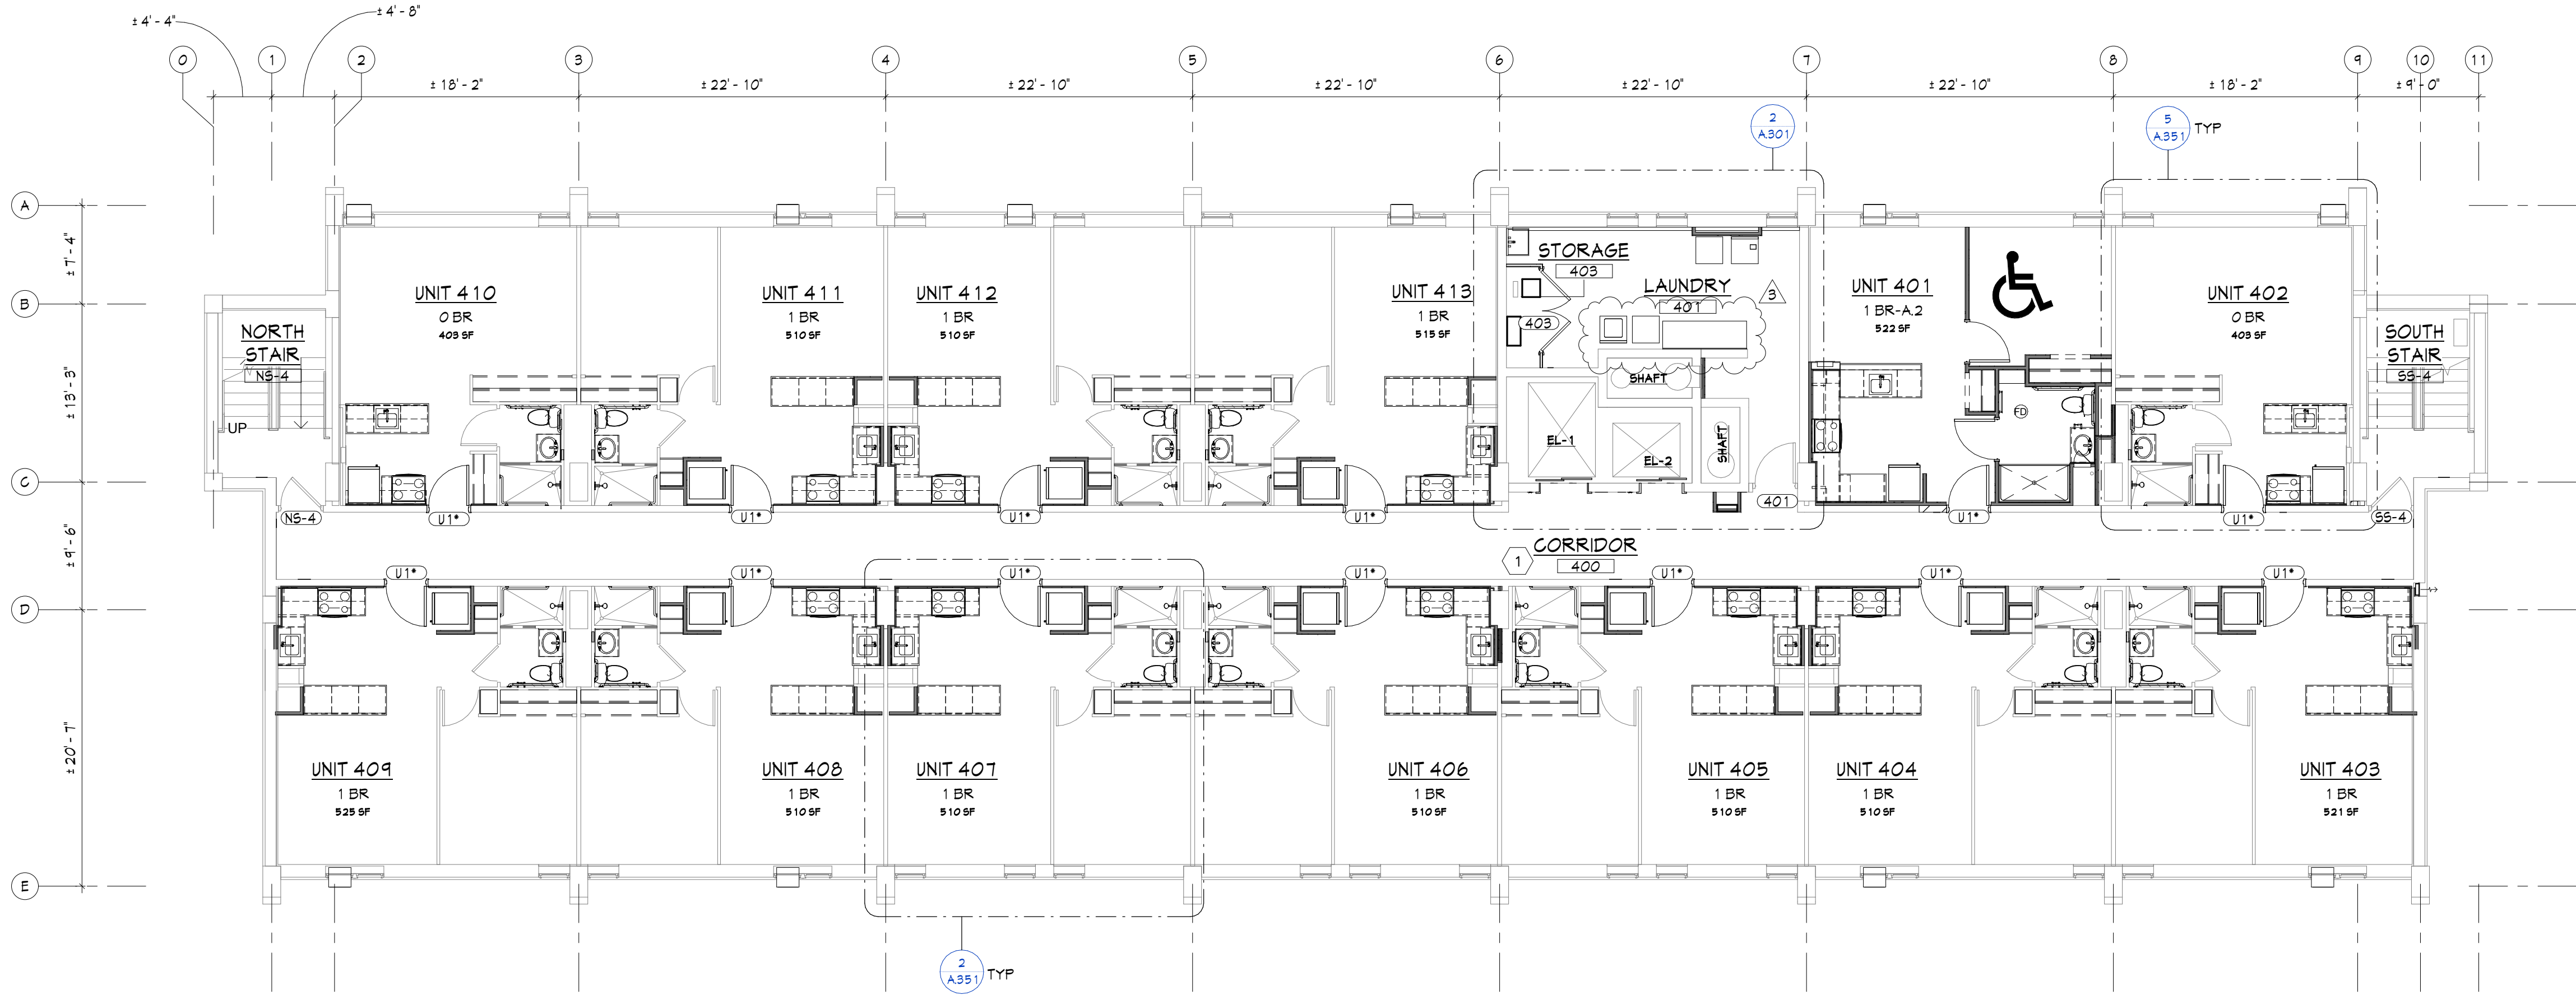 ± 4' - 4"
± 4' - 8"
0
1
2
3
4
5
6
7
8
9
10
11
± 18' - 2"
± 22' - 10"
± 22' - 10"
± 22' - 10"
± 22' - 10"
± 22' - 10"
± 18' - 2"
± 9' - 0"
2
A.301
5
A.351
TYP
A
B
C
D
E
± 7' - 4"
± 13' - 3"
± 9' - 6"
± 20' - 7"
NORTH
STAIR
NS-4
UP
UNIT 410
0 BR
403 SF
UNIT 411
1 BR
510 SF
UNIT 412
1 BR
510 SF
UNIT 413
1 BR
515 SF
STORAGE
403
403
LAUNDRY
401
3
SHAFT
SHAFT
EL-1
EL-2
UNIT 401
1 BR-A.2
522 SF
FD
UNIT 402
0 BR
403 SF
SOUTH
STAIR
SS-4
NS-4
U1*
U1*
U1*
U1*
401
U1*
U1*
SS-4
1
CORRIDOR
400
U1*
U1*
U1*
U1*
U1*
U1*
U1*
UNIT 409
1 BR
525 SF
UNIT 408
1 BR
510 SF
UNIT 407
1 BR
510 SF
UNIT 406
1 BR
510 SF
UNIT 405
1 BR
510 SF
UNIT 404
1 BR
510 SF
UNIT 403
1 BR
521 SF
2
A.351
TYP